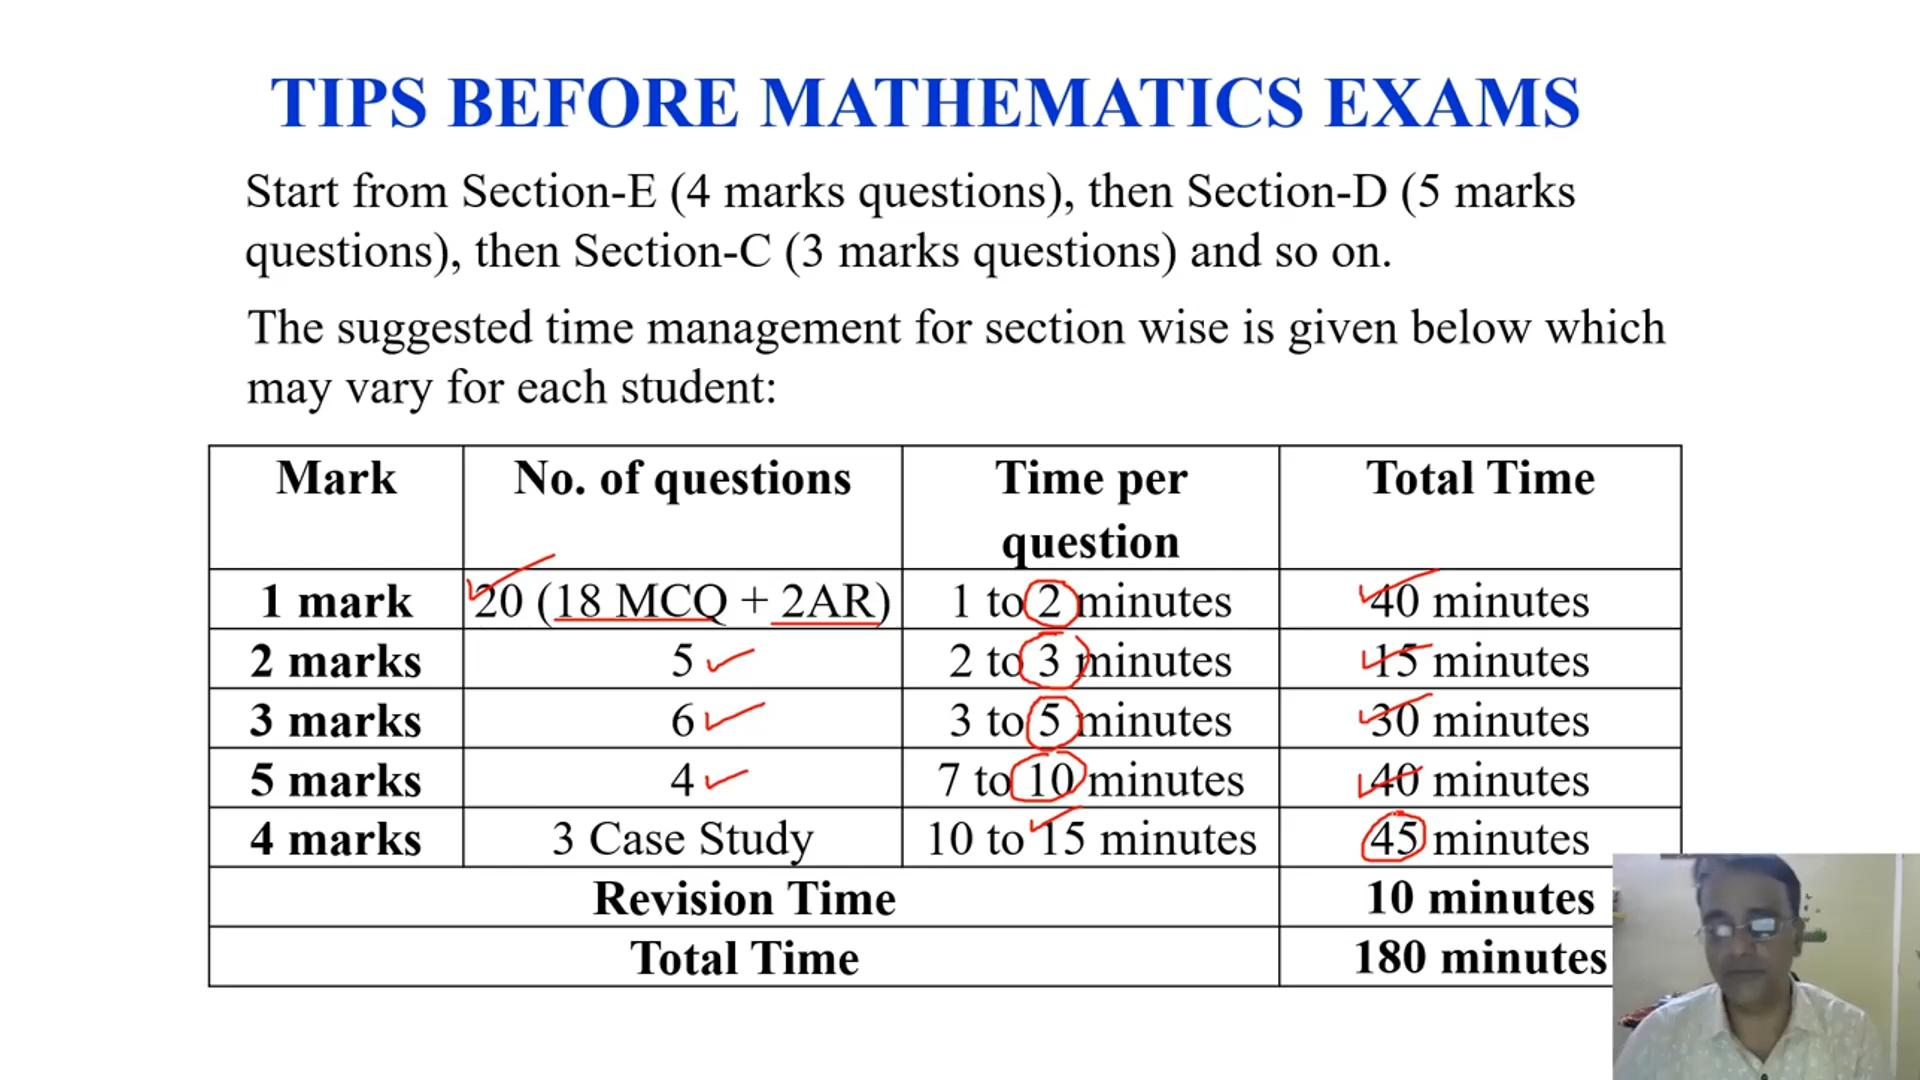 TIPS BEFORE MATHEMATICS EXAMS
Start from Section-E (4 marks questions), then Section-D (5 marks
questions), then Section-C (3 marks questions) and so on.
The suggested time management for section wise is given below which
may vary for each student:
Mark No. of questions Time per question Total Time
1 mark 20 (18 MCQ + 2AR) 1 to 2 minutes 40 minutes
2 marks 5 2 to 3 minutes 15 minutes
3 marks 6 3 to 5 minutes 30 minutes
5 marks 4 7 to 10 minutes 40 minutes
4 marks 3 Case Study 10 to 15 minutes 45 minutes
Revision Time 10 minutes
Total Time 180 minutes